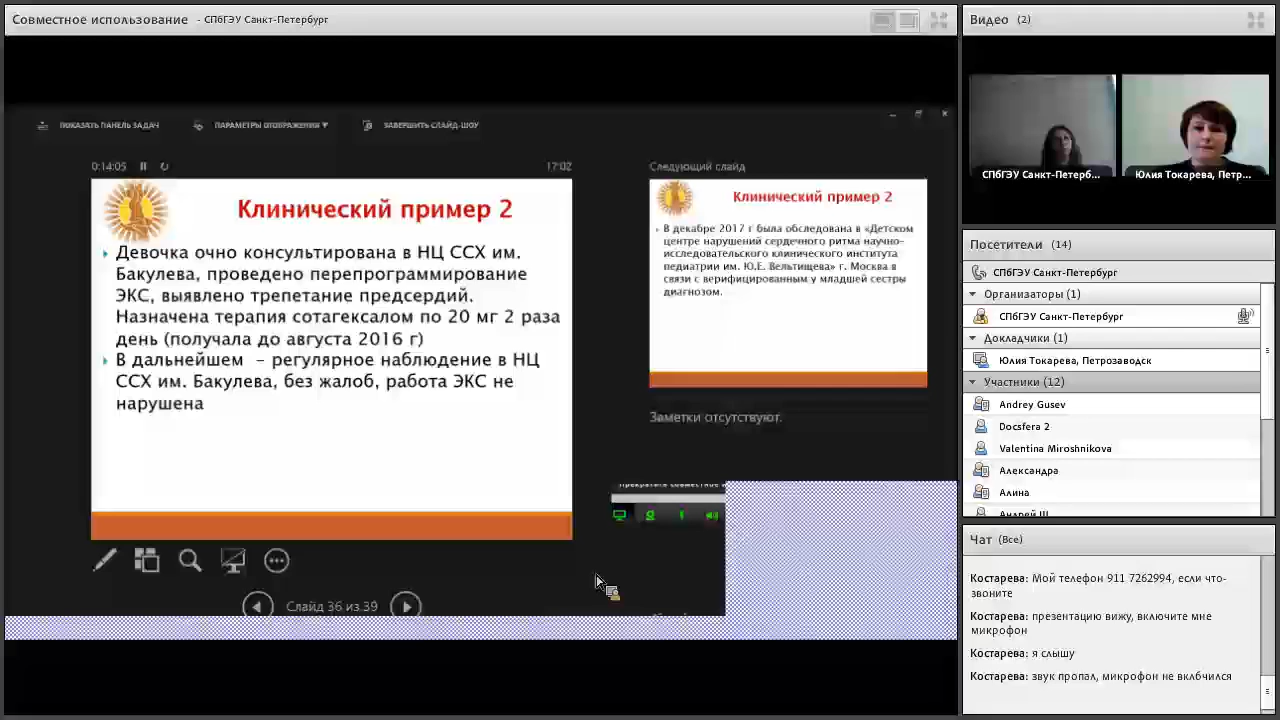 Совместное использование - СПбГЭУ Санкт-Петербург
ПОКАЗАТЬ ПАНЕЛЬ ЗАДАЧ ПАРАМЕТРЫ ОТОБРАЖЕНИЯ ▼ ЗАВЕРШИТЬ СЛАЙД-ШОУ
0:14:05 17:02
Клинический пример 2
Девочка очно консультирована в НЦ ССХ им.
Бакулева, проведено перепрограммирование
ЭКС, выявлено трепетание предсердий.
Назначена терапия сотагексалом по 20 мг 2 раза
день (получала до августа 2016 г)
В дальнейшем – регулярное наблюдение в НЦ
ССХ им. Бакулева, без жалоб, работа ЭКС не
нарушена
Слайд 36 из 39
Следующий слайд
Клинический пример 2
В декабре 2017 г была обследована в «Детском
центре нарушений сердечного ритма научно-
исследовательского клинического института
педиатрии им. Ю.Е. Вельтищева» г. Москва в
связи с верифицированным у младшей сестры
диагнозом.
Заметки отсутствуют.
Видео (2)
СПбГЭУ Санкт-Петерб...
Юлия Токарева, Петр...
Посетители (14)
СПбГЭУ Санкт-Петербург
Организаторы (1)
СПбГЭУ Санкт-Петербург
Докладчики (1)
Юлия Токарева, Петрозаводск
Участники (12)
Andrey Gusev
Docsfera 2
Valentina Miroshnikova
Александра
Алина
Андрей Ш
Чат (Все)
Костарева: Мой телефон 911 7262994, если что-
звоните
Костарева: презентацию вижу, включите мне
микрофон
Костарева: я слышу
Костарева: звук пропал, микрофон не вклбчился